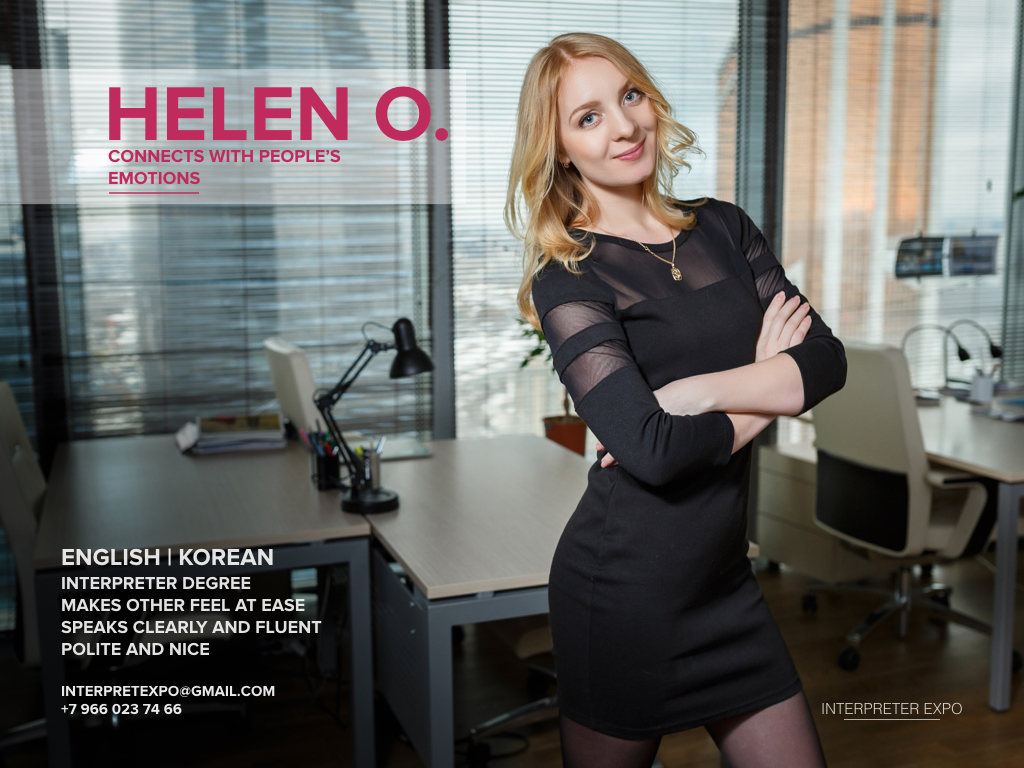 HELEN O.
CONNECTS WITH PEOPLE'S
EMOTIONS
ENGLISH | KOREAN
INTERPRETER DEGREE
MAKES OTHER FEEL AT EASE
SPEAKS CLEARLY AND FLUENT
POLITE AND NICE
INTERPRETEXPO@GMAIL.COM
+7 966 023 74 66
INTERPRETER EXPO